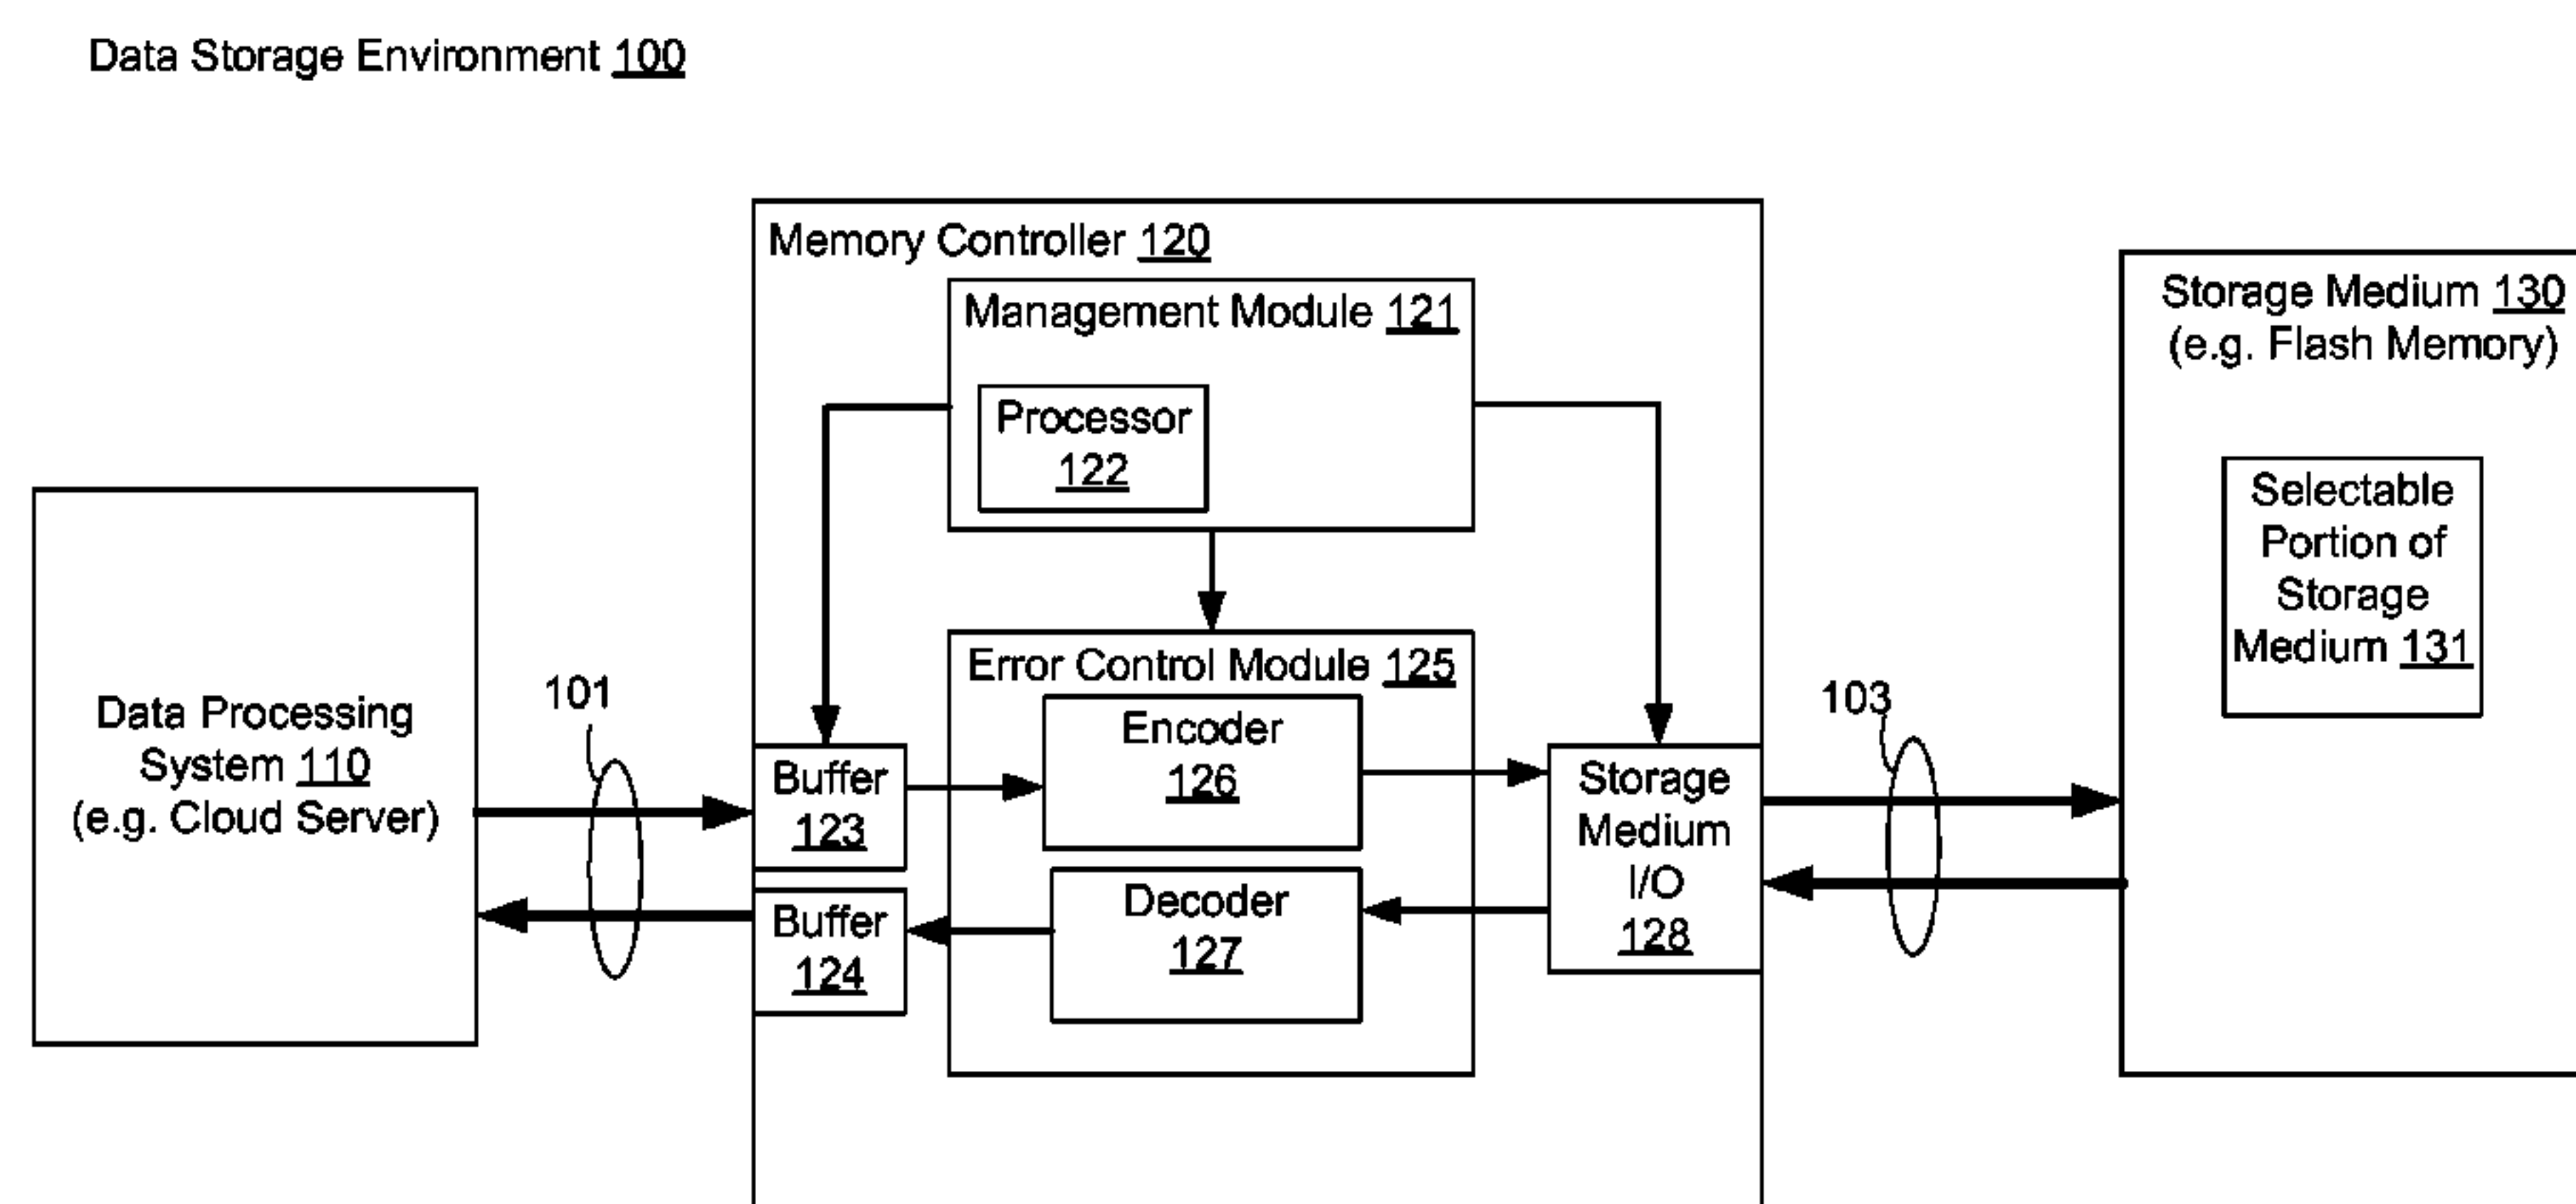 Data Storage Environment 100
Memory Controller 120
Management Module 121
Processor
122
Storage Medium 130
(e.g. Flash Memory)
Selectable
Portion of
Storage
Medium 131
Error Control Module 125
Data Processing
System 110
(e.g. Cloud Server)
101
Buffer
123
Buffer
124
Encoder
126
Decoder
127
Storage
Medium
I/O
128
103